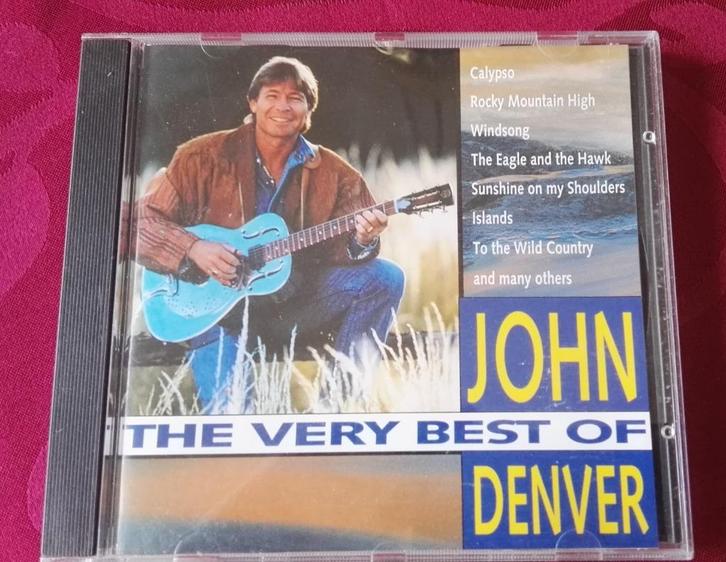 Calypso
Rocky Mountain High
Windsong
The Eagle and the Hawk
Sunshine on my Shoulders
Islands
To the Wild Country
and many others
JOHN
THE VERY BEST OF
DENVER